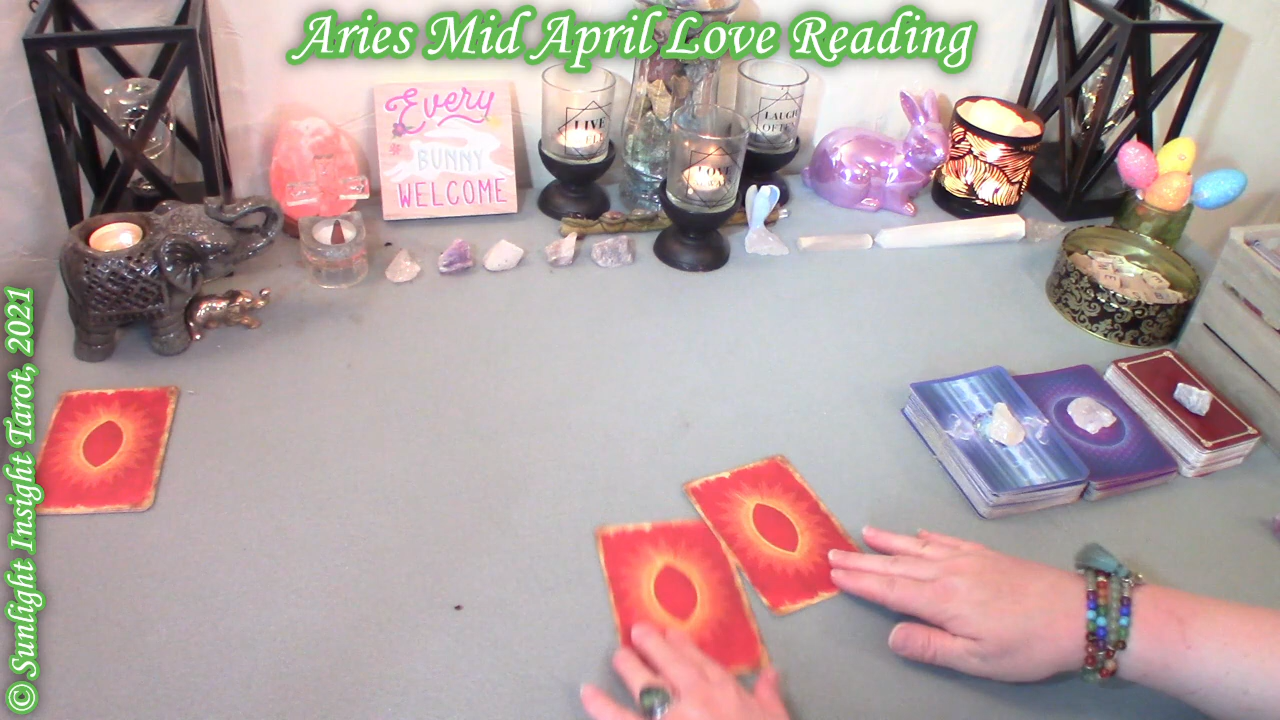 Aries Mid April Love Reading
Every
BUNNY
WELCOME
LIVE
LAUGH
OFTEN
LOVE
© Sunlight Insight Tarot, 2021